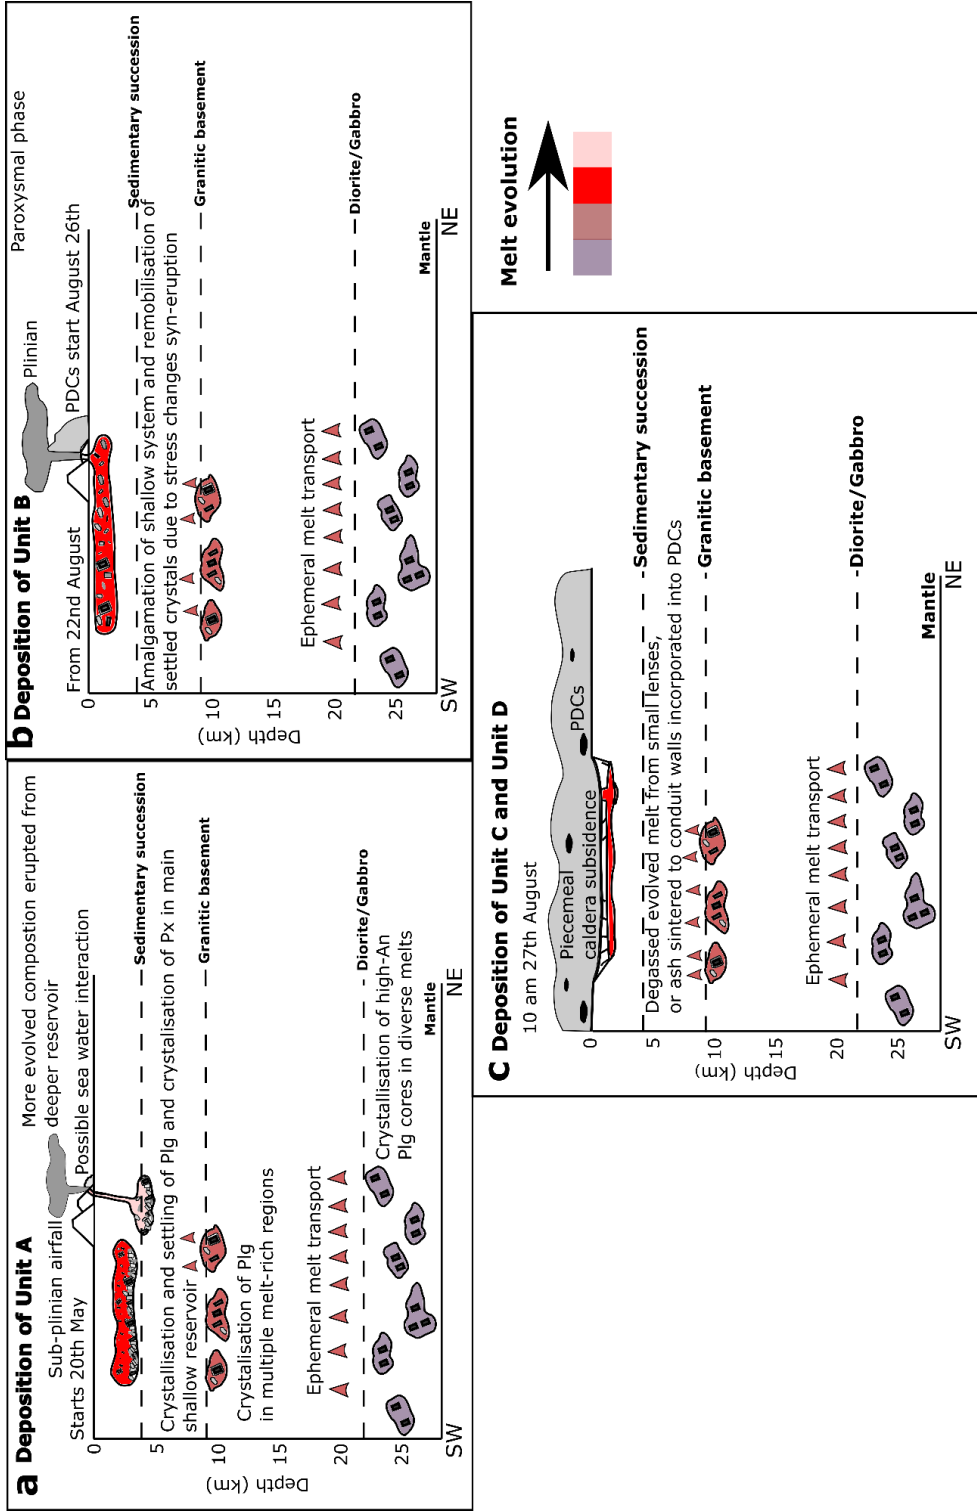 a Deposition of Unit A
Sub-plinian airfall
Starts 20th May
More evolved compostion erupted from
deeper reservoir
Possible sea water interaction
0
5
10
15
20
25
Depth (km)
Sedimentary succession
Crystallisation and settling of Plg and crystalisation of Px in main
shallow reservoir
Granitic basement
Crystalisation of Plg
in multiple melt-rich regions
Ephemeral melt transport
Diorite/Gabbro
Crystallisation of high-An
Plg cores in diverse melts
Mantle
SW
NE
b Deposition of Unit B
Paroxysmal phase
From 22nd August
Plinian
PDCs start August 26th
0
5
10
15
20
25
Depth (km)
Sedimentary succession
Amalgamation of shallow system and remobilisation of
settled crystals due to stress changes syn-eruption
Granitic basement
Ephemeral melt transport
Diorite/Gabbro
Mantle
SW
NE
C Deposition of Unit C and Unit D
10 am 27th August
Piecemeal
caldera subsidence
PDCs
0
5
10
15
20
25
Depth (km)
Sedimentary succession
Degassed evolved melt from small lenses,
or ash sintered to conduit walls incorporated into PDCs
Granitic basement
Ephemeral melt transport
Diorite/Gabbro
Mantle
SW
NE
Melt evolution